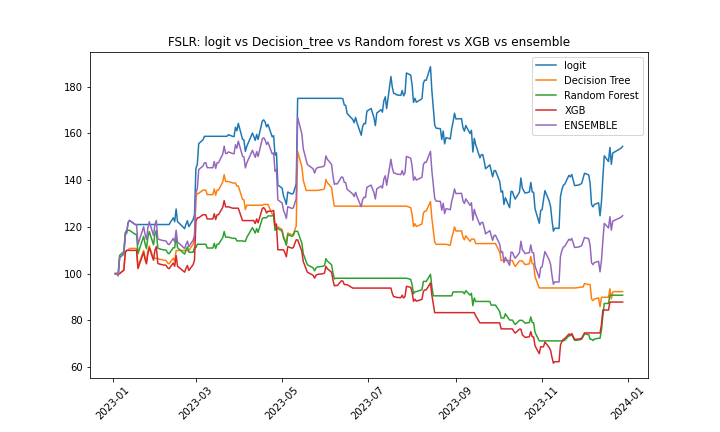 FSLR: logit vs Decision_tree vs Random forest vs XGB vs ensemble
logit
Decision Tree
Random Forest
XGB
ENSEMBLE
180
160
140
120
100
80
60
2023-01
2023-03
2023-05
2023-07
2023-09
2023-11
2024-01